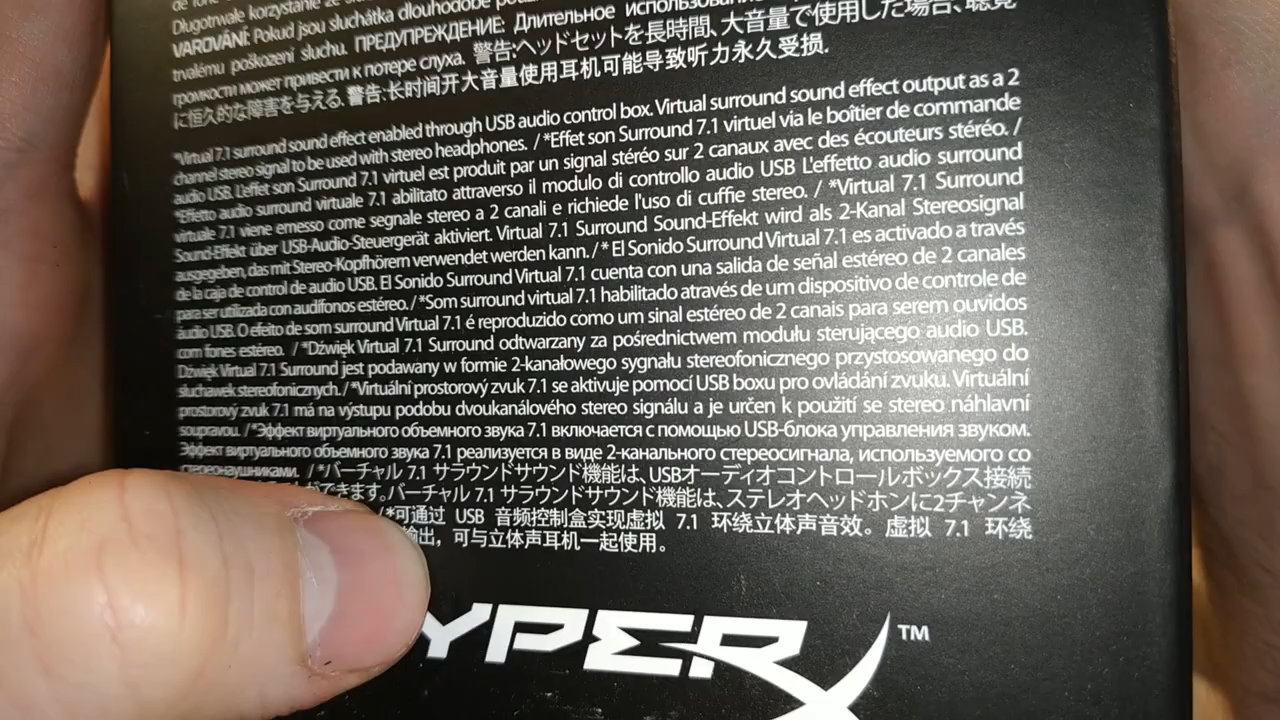 Długotrwałe korzystanie ze
VAROVÁNÍ: Pokud jsou sluchátka dlouhodobě
trvalému poškození sluchu. ПРЕДУПРЕЖДЕНИЕ: Длительное использование
громкости может привести к потере слуха. 警告:ヘッドセットを長時間、大音量で使用した場合、聴覚
に恒久的な障害を与える. 警告:长时间开大音量使用耳机可能导致听力永久受损.
*Virtual 7.1 surround sound effect enabled through USB audio control box. Virtual surround sound effect output as a 2
channel stereo signal to be used with stereo headphones. / *Effet son Surround 7.1 virtuel via le boîtier de commande
audio USB. L'effet son Surround 7.1 virtuel est produit par un signal stéréo sur 2 canaux avec des écouteurs stéréo. /
*Effetto audio surround virtuale 7.1 abilitato attraverso il modulo di controllo audio USB L'effetto audio surround
virtuale 7.1 viene emesso come segnale stereo a 2 canali e richiede l'uso di cuffie stereo. / *Virtual 7.1 Surround
Sound-Effekt über USB-Audio-Steuergerät aktiviert. Virtual 7.1 Surround Sound-Effekt wird als 2-Kanal Stereosignal
ausgegeben, das mit Stereo-Kopfhörern verwendet werden kann. / * El Sonido Surround Virtual 7.1 es activado a través
de la caja de control de audio USB. El Sonido Surround Virtual 7.1 cuenta con una salida de señal estéreo de 2 canales
para ser utilizada con audífonos estéreo. / *Som surround virtual 7.1 habilitado através de um dispositivo de controle de
áudio USB. O efeito de som surround Virtual 7.1 é reproduzido como um sinal estéreo de 2 canais para serem ouvidos
com fones estéreo. / *Dźwięk Virtual 7.1 Surround odtwarzany za pośrednictwem modułu sterującego audio USB.
Dźwięk Virtual 7.1 Surround jest podawany w formie 2-kanałowego sygnału stereofonicznego przystosowanego do
słuchawek stereofonicznych. / *Virtuální prostorový zvuk 7.1 se aktivuje pomocí USB boxu pro ovládání zvuku. Virtuální
prostorový zvuk 7.1 má na výstupu podobu dvoukanálového stereo signálu a je určen k použití se stereo náhlavní
soupravou. / *Эффект виртуального объемного звука 7.1 включается с помощью USB-блока управления звуком.
Эффект виртуального объемного звука 7.1 реализуется в виде 2-канального стереосигнала, используемого со
стереонаушниками. / *バーチャル 7.1 サラウンドサウンド機能は、USBオーディオコントロールボックス接続
ができます。バーチャル 7.1 サラウンドサウンド機能は、ステレオヘッドホンに2チャンネ
/ *可通过 USB 音频控制盒实现虚拟 7.1 环绕立体声音效。虚拟 7.1 环绕
输出，可与立体声耳机一起使用。
HYPERX™